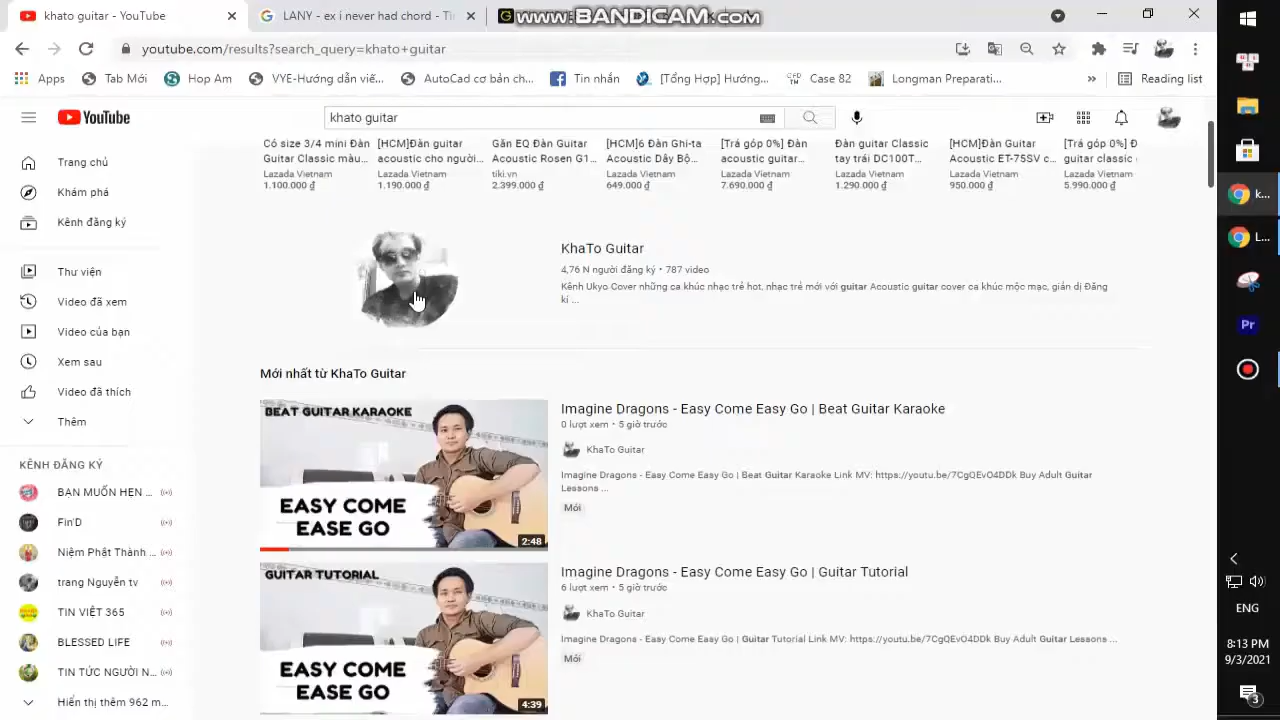 khato guitar - YouTube
LANY - ex i never had chord - Ti
www.BANDICAM.com
youtube.com/results?search_query=khato+guitar
Apps
Tab Mới
Hop Am
VYE-Hướng dẫn viế...
AutoCad cơ bản ch...
Tin nhắn
[Tổng Hợp] Hướng...
Case 82
Longman Preparati...
»
Reading list
YouTube
khato guitar
Trang chủ
Khám phá
Kênh đăng ký
Thư viện
Video đã xem
Video của bạn
Xem sau
Video đã thích
Thêm
KÊNH ĐĂNG KÝ
BẠN MUỐN HẸN ...
Fin'D
Niệm Phật Thành ...
trang Nguyễn tv
TIN VIỆT 365
BLESSED LIFE
TIN TỨC NGƯỜI N...
Hiển thị thêm 962 m...
Có size 3/4 mini Đàn
Guitar Classic màu...
Lazada Vietnam
1.100.000 ₫
[HCM]Đàn guitar
acoustic cho người...
Lazada Vietnam
1.190.000 ₫
Gắn EQ Đàn Guitar
Acoustic Rosen G1...
tiki.vn
2.399.000 ₫
[HCM]6 Đàn Ghi-ta
Acoustic Dây Bộ...
Lazada Vietnam
649.000 ₫
[Trả góp 0%] Đàn
acoustic guitar...
Lazada Vietnam
7.690.000 ₫
Đàn guitar Classic
tay trái DC100T...
Lazada Vietnam
1.290.000 ₫
[HCM]Đàn Guitar
Acoustic ET-75SV c...
Lazada Vietnam
950.000 ₫
[Trả góp 0%] Đàn
guitar classic
Lazada Vietnam
5.990.000 ₫
KhaTo Guitar
4,76 N người đăng ký • 787 video
Kênh Ukyo Cover những ca khúc nhạc trẻ hot, nhạc trẻ mới với guitar Acoustic guitar cover ca khúc mộc mạc, giản dị Đăng
kí ...
Mới nhất từ KhaTo Guitar
BEAT GUITAR KARAOKE
EASY COME
EASE GO
2:48
Imagine Dragons - Easy Come Easy Go | Beat Guitar Karaoke
0 lượt xem • 5 giờ trước
KhaTo Guitar
Imagine Dragons - Easy Come Easy Go | Beat Guitar Karaoke Link MV: https://youtu.be/7CgQEvO4DDk Buy Adult Guitar
Lessons ...
Mới
GUITAR TUTORIAL
EASY COME
EASE GO
4:39
Imagine Dragons - Easy Come Easy Go | Guitar Tutorial
6 lượt xem • 5 giờ trước
KhaTo Guitar
Imagine Dragons - Easy Come Easy Go | Guitar Tutorial Link MV: https://youtu.be/7CgQEvO4DDk Buy Adult Guitar Lessons ...
Mới
k...
L...
Pr
ENG
8:13 PM
9/3/2021
3